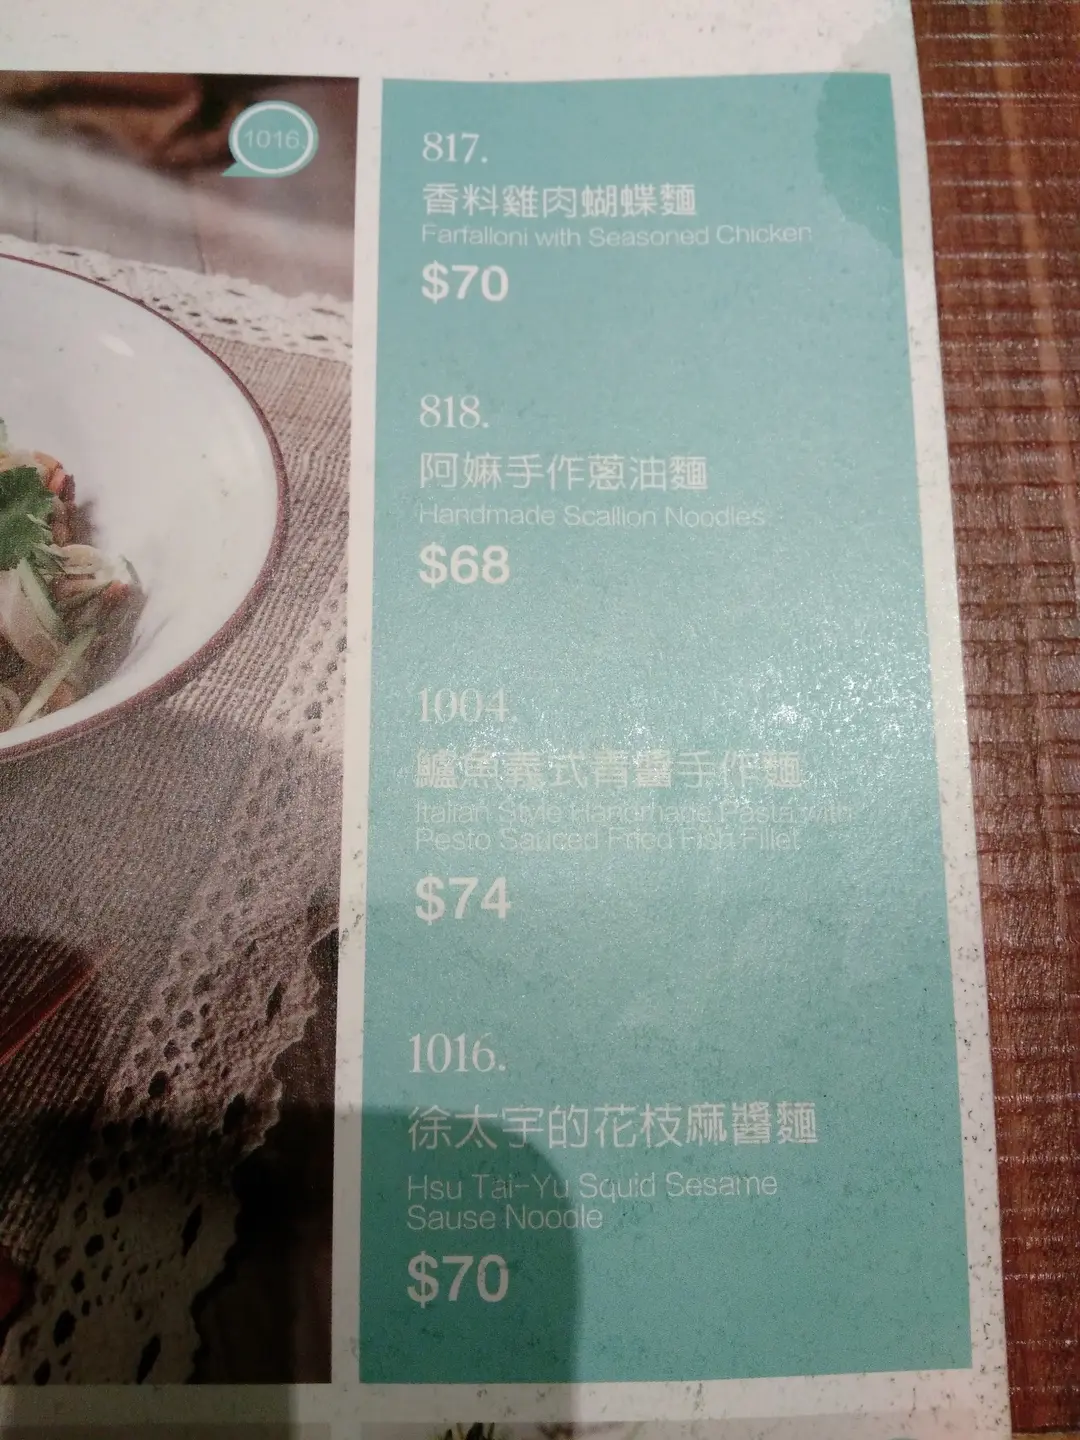 1016.
817.
香料雞肉蝴蝶麵
Farfalloni with Seasoned Chicken
$70
818.
阿嫲手作蔥油麵
Handmade Scallion Noodles
$68
1004.
鱸魚義式青醬手作麵
Italian Style Handmade Pasta with
Pesto Sauced Fried Fish Fillet
$74
1016.
徐太宇的花枝麻醬麵
Hsu Tai-Yu Squid Sesame
Sause Noodle
$70